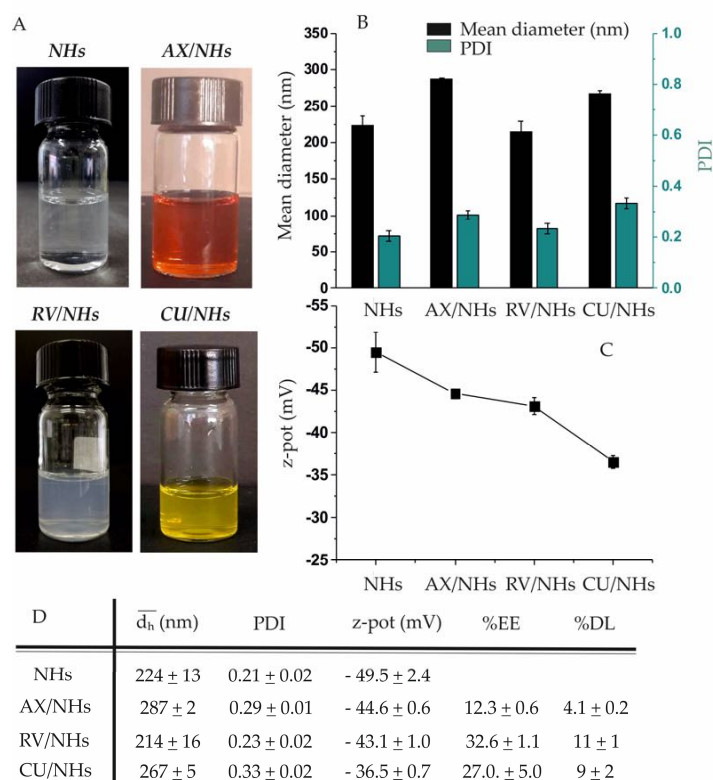 A
NHs AX/NHs
RV/NHs CU/NHs
B
Mean diameter (nm)
PDI
Mean diameter (nm)
350
300
250
200
150
100
50
0
1.0
0.8
0.6
0.4
0.2
0.0
PDI
NHs AX/NHs RV/NHs CU/NHs
C
z-pot (mV)
-55
-50
-45
-40
-35
-30
-25
NHs AX/NHs RV/NHs CU/NHs
D d̅h̅ (nm) PDI z-pot (mV) %EE %DL
NHs 224 ± 13 0.21 ± 0.02 - 49.5 ± 2.4
AX/NHs 287 ± 2 0.29 ± 0.01 - 44.6 ± 0.6 12.3 ± 0.6 4.1 ± 0.2
RV/NHs 214 ± 16 0.23 ± 0.02 - 43.1 ± 1.0 32.6 ± 1.1 11 ± 1
CU/NHs 267 ± 5 0.33 ± 0.02 - 36.5 ± 0.7 27.0. ± 5.0 9 ± 2